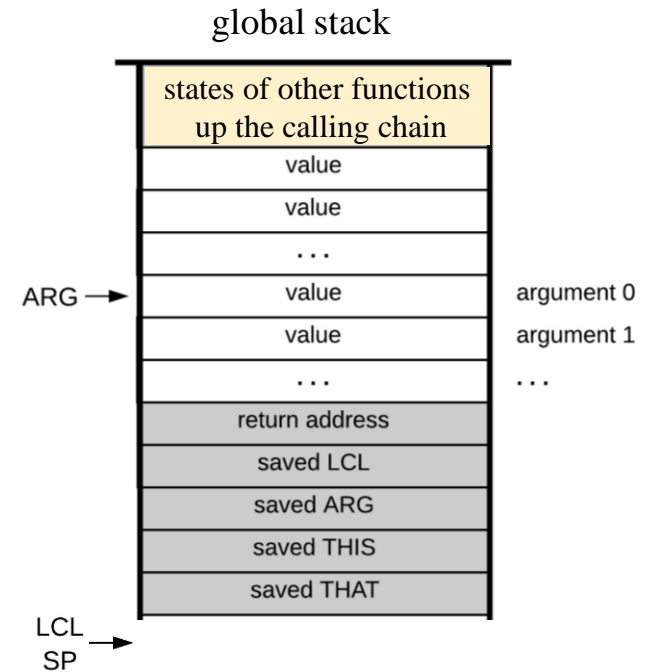 global stack
states of other functions
up the calling chain
value
value
...
ARG
value
argument 0
value
argument 1
...
...
return address
saved LCL
saved ARG
saved THIS
saved THAT
LCL
SP